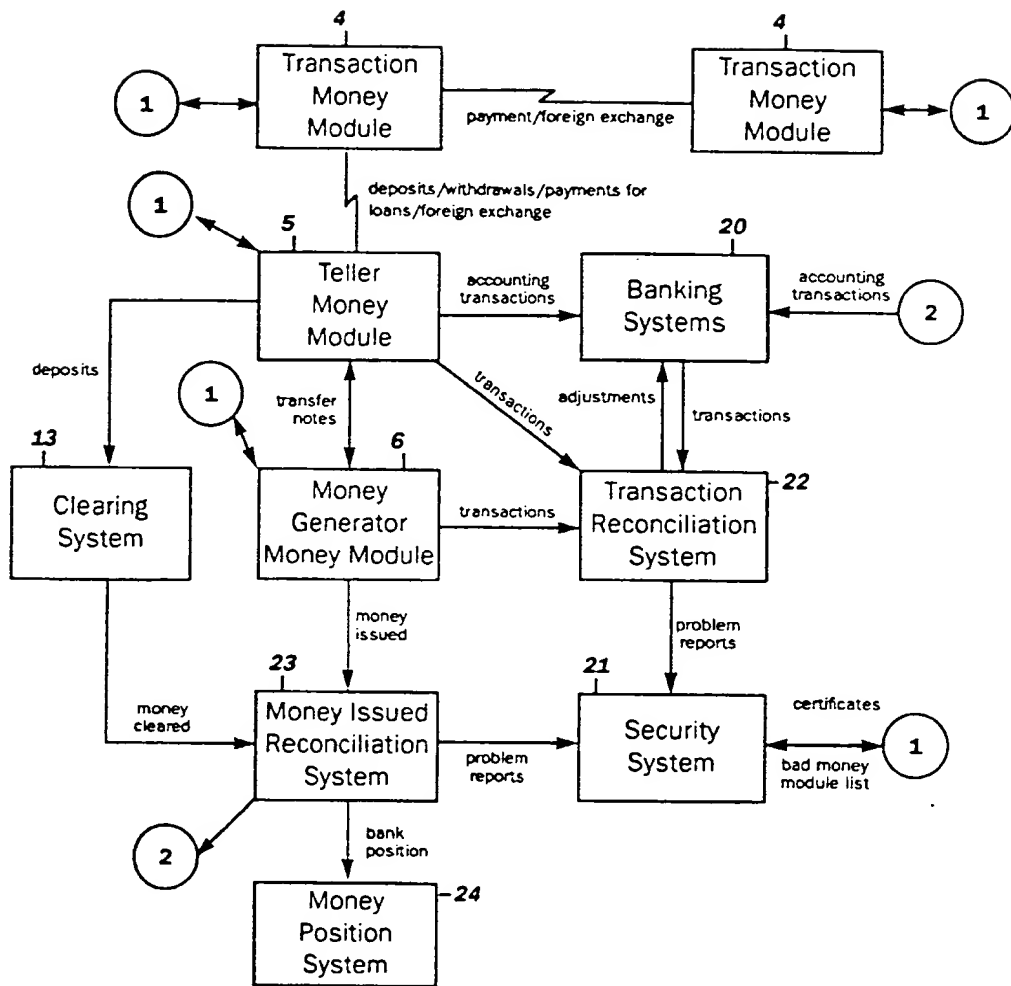 4
4
Transaction
Money
Module
Transaction
Money
Module
1
1
payment/foreign exchange
deposits/withdrawals/payments for
loans/foreign exchange
1
5
20
Teller
Money
Module
accounting
transactions
Banking
Systems
accounting
transactions
2
deposits
1
transfer
notes
transactions
adjustments
transactions
13
6
22
Clearing
System
Money
Generator
Money Module
transactions
Transaction
Reconciliation
System
money
issued
problem
reports
23
21
money
cleared
Money Issued
Reconciliation
System
problem
reports
Security
System
certificates
1
bad money
module list
2
bank
position
24
Money
Position
System